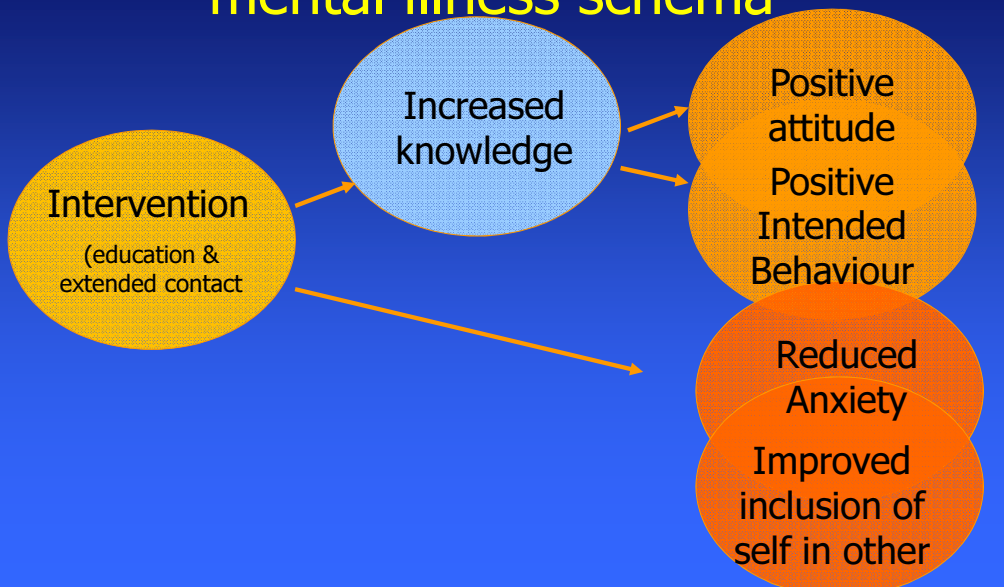 mental illness schema
Increased
knowledge
Positive
attitude
Positive
Intended
Behaviour
Intervention
(education &
extended contact
Reduced
Anxiety
Improved
inclusion of
self in other